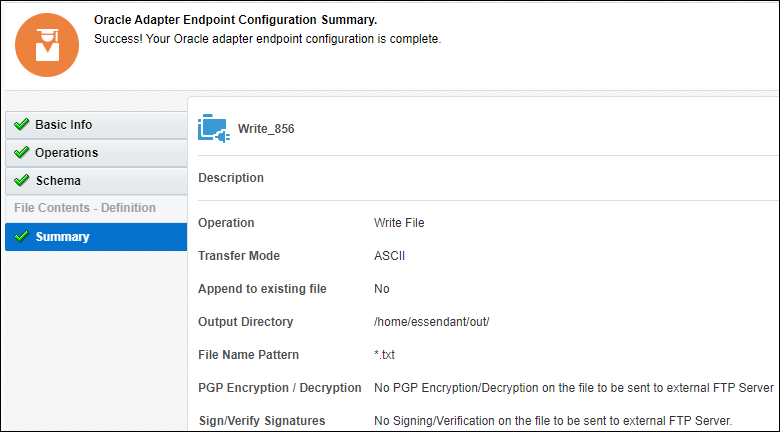 Oracle Adapter Endpoint Configuration Summary.
Success! Your Oracle adapter endpoint configuration is complete.
Basic Info
Operations
Schema
File Contents - Definition
Summary
Write_856
Description
Operation Write File
Transfer Mode ASCII
Append to existing file No
Output Directory /home/essendant/out/
File Name Pattern *.txt
PGP Encryption / Decryption No PGP Encryption/Decryption on the file to be sent to external FTP Server
Sign/Verify Signatures No Signing/Verification on the file to be sent to external FTP Server.